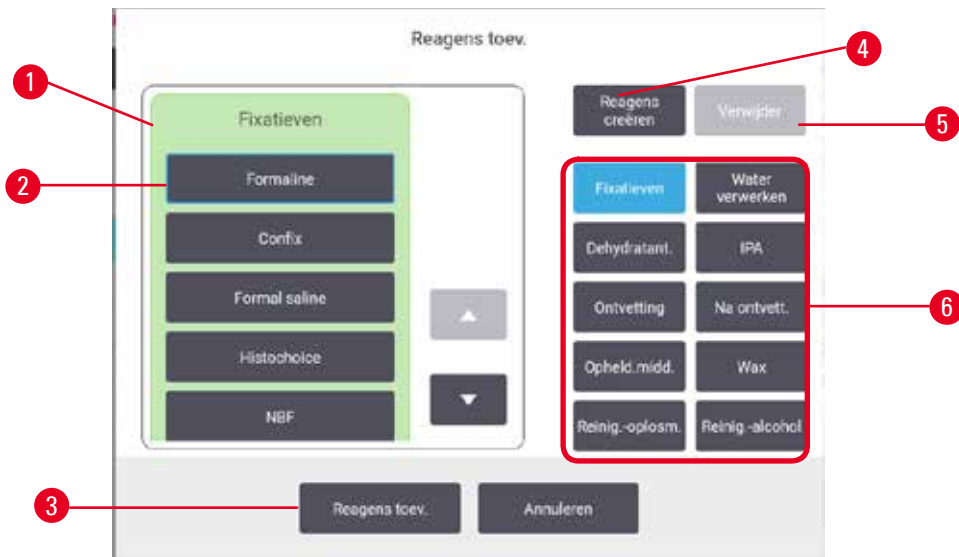 Reagens toev.
4
1
Fixatieven
Reagens
creëren
Verwijder
5
2
Formaline
Confix
Formal saline
Histochoice
NBF
Fixatieven
Water
verwerken
Dehydratant.
IPA
Ontvetting
Na ontvett.
6
Opheld.midd.
Wax
Reinig.-oplosm.
Reinig.-alcohol
3
Reagens toev.
Annuleren